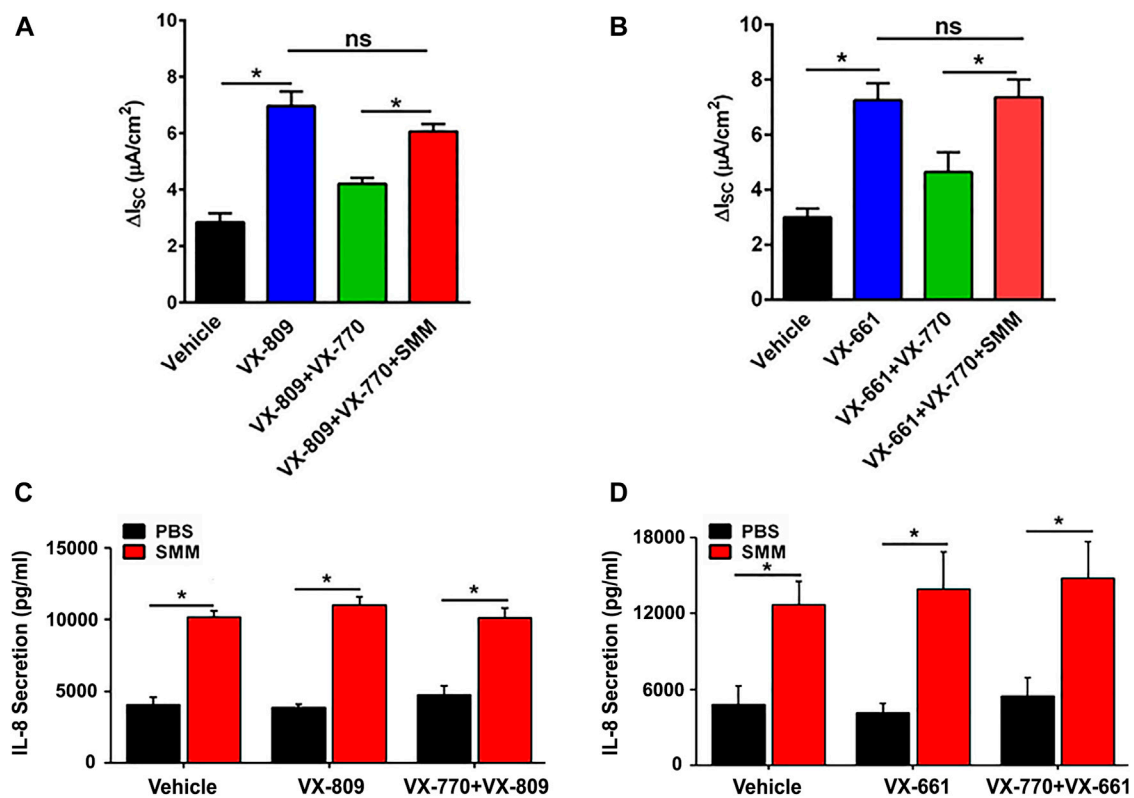 A
ΔISC (µA/cm2)
10
8
6
4
2
0
*
ns
*
Vehicle
VX-809
VX-809+VX-770
VX-809+VX-770+SMM
B
ΔISC (µA/cm2)
10
8
6
4
2
0
*
ns
*
Vehicle
VX-661
VX-661+VX-770
VX-661+VX-770+SMM
C
PBS
SMM
IL-8 Secretion (pg/ml)
15000
10000
5000
0
*
*
*
Vehicle
VX-809
VX-770+VX-809
D
PBS
SMM
IL-8 Secretion (pg/ml)
18000
12000
6000
0
*
*
*
Vehicle
VX-661
VX-770+VX-661